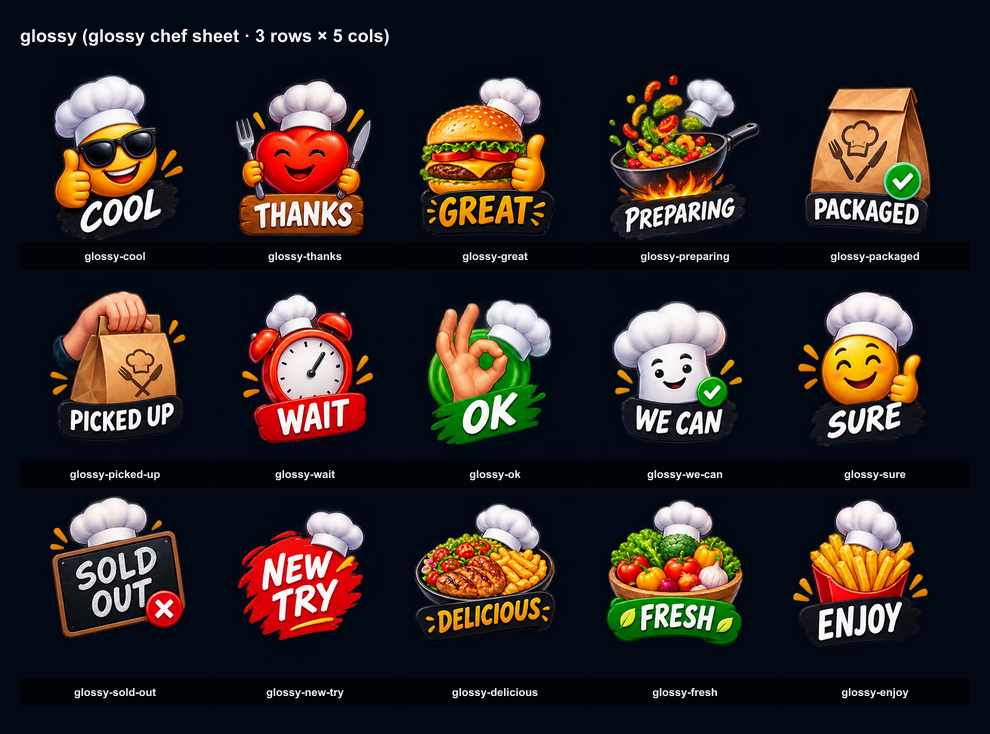 glossy (glossy chef sheet · 3 rows × 5 cols)
COOL
THANKS
GREAT
PREPARING
PACKAGED
glossy-cool
glossy-thanks
glossy-great
glossy-preparing
glossy-packaged
PICKED UP
WAIT
OK
WE CAN
SURE
glossy-picked-up
glossy-wait
glossy-ok
glossy-we-can
glossy-sure
SOLD
OUT
NEW
TRY
DELICIOUS
FRESH
ENJOY
glossy-sold-out
glossy-new-try
glossy-delicious
glossy-fresh
glossy-enjoy